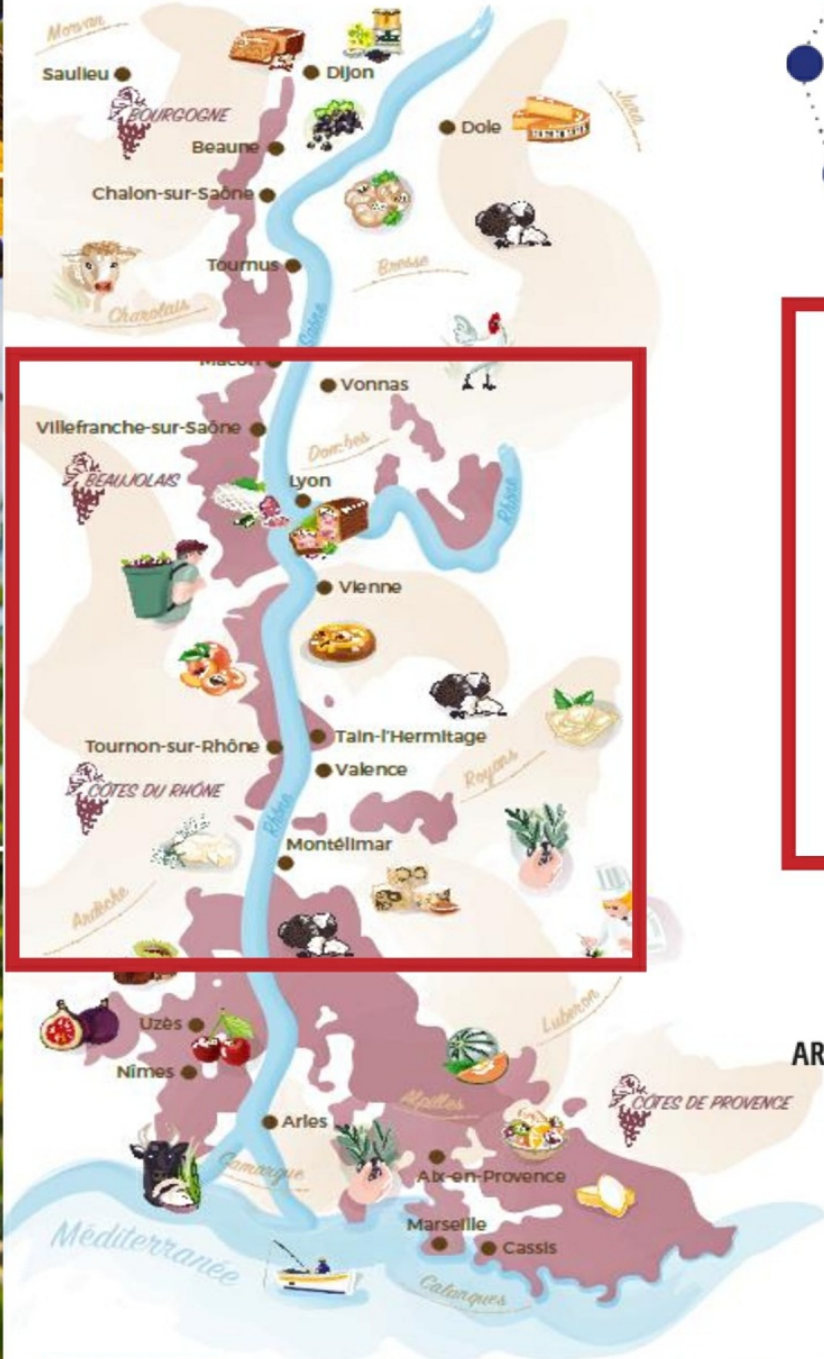 Morvan
Saulieu
Dijon
BOURGOGNE
Dole
Jura
Beaune
Chalon-sur-Saône
Tournus
Bresse
Charolais
Saône
Mâcon
Vonnas
Villefranche-sur-Saône
Dombes
BEAUJOLAIS
Lyon
Rhône
Vienne
Tain-l'Hermitage
Tournon-sur-Rhône
Valence
Royans
CÔTES DU RHÔNE
Rhône
Montélimar
Ardèche
Luberon
Uzès
AR
Nîmes
Alpilles
CÔTES DE PROVENCE
Arles
Camargue
Aix-en-Provence
Marseille
Cassis
Méditerranée
Calanques